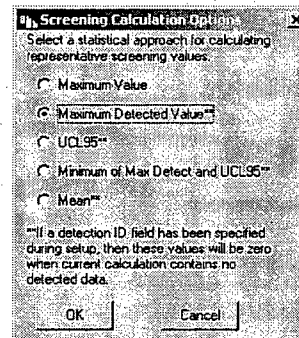 Screening Calculation Options
Select a statistical approach for calculating
representative screening values.
Maximum Value
Maximum Detected Value**
UCL95**
Minimum of Max Detect and UCL95**
Mean**
**If a detection ID field has been specified
during setup, then these values will be zero
when current calculation contains no
detected data.
OK Cancel